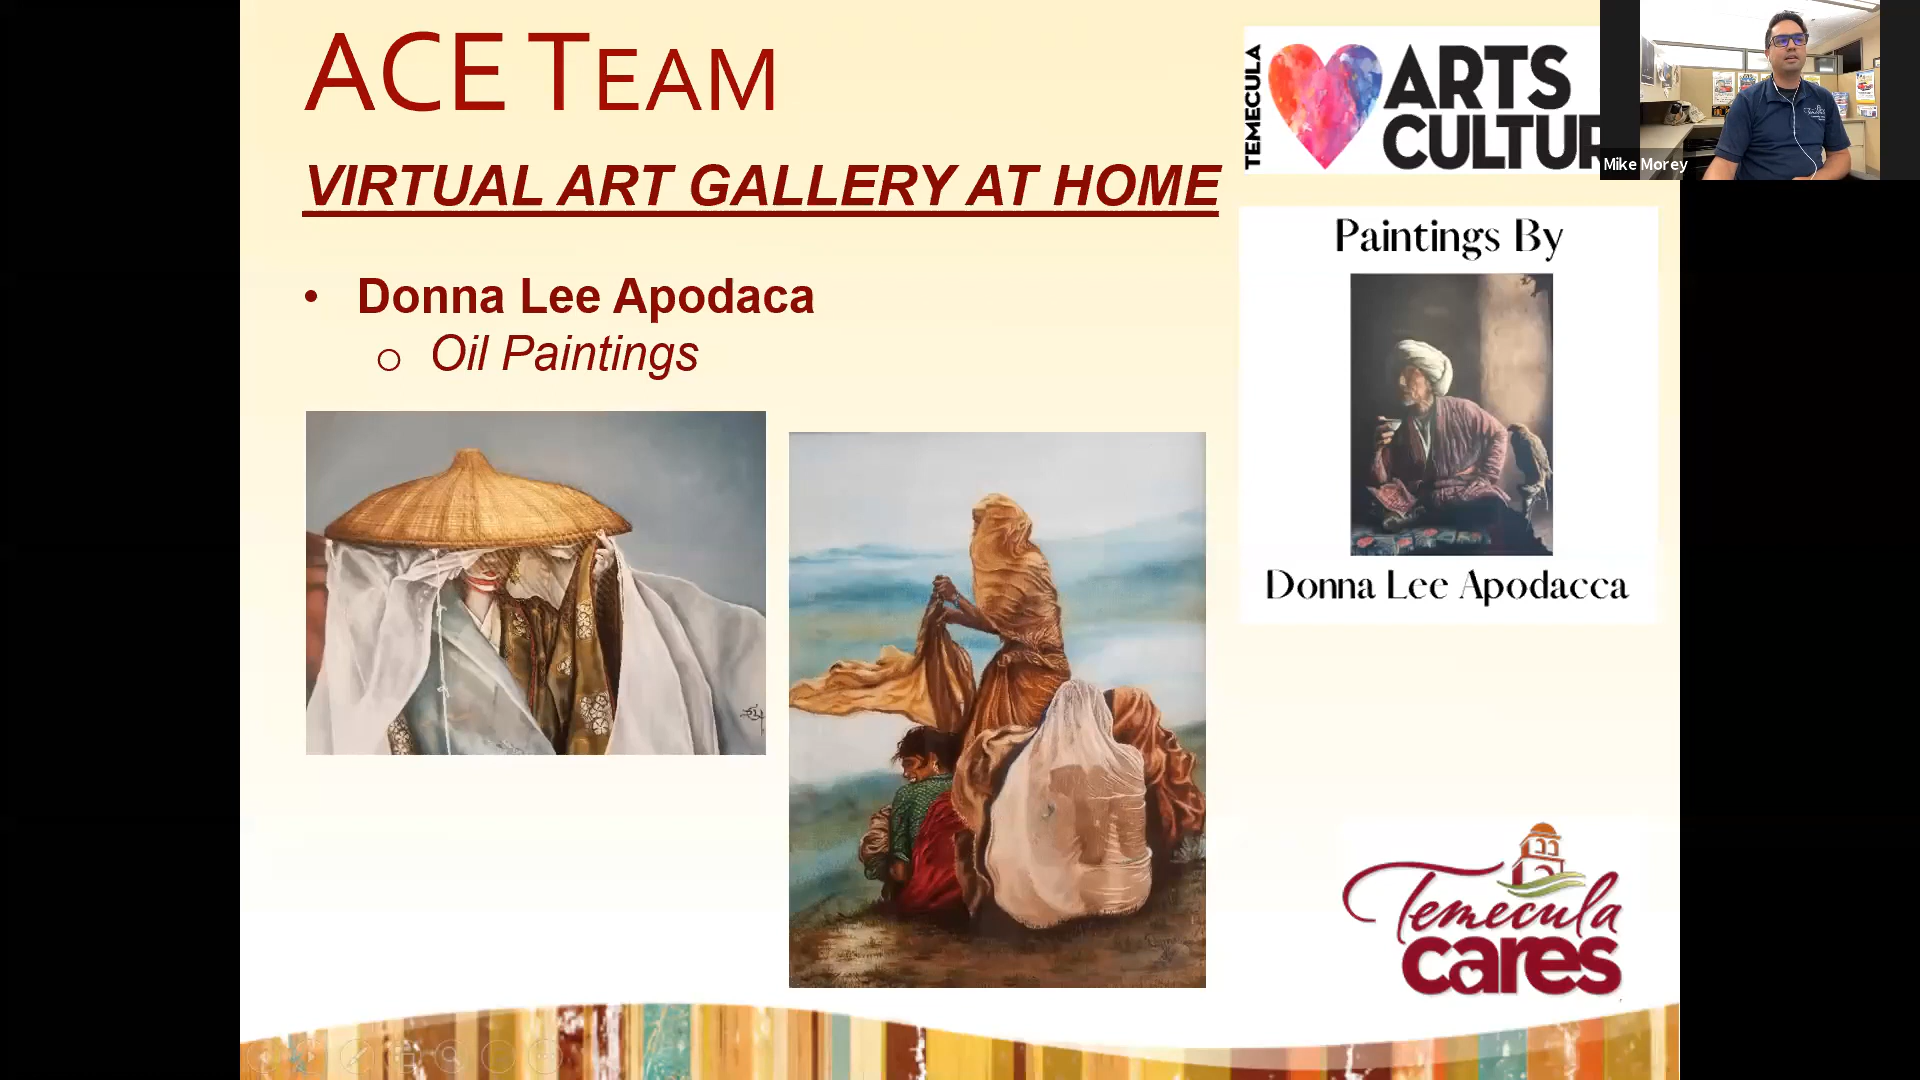 ACE TEAM
VIRTUAL ART GALLERY AT HOME
• Donna Lee Apodaca
o Oil Paintings
TEMECULA
ARTS
CULTUR
Mike Morey
Paintings By
Donna Lee Apodacca
Temecula
cares